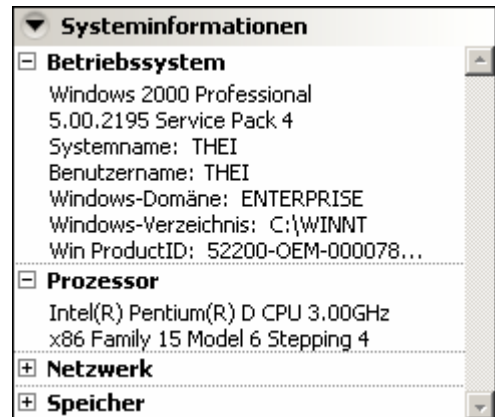 Systeminformationen
Betriebssystem
Windows 2000 Professional
5.00.2195 Service Pack 4
Systemname: THEI
Benutzername: THEI
Windows-Domäne: ENTERPRISE
Windows-Verzeichnis: C:\WINNT
Win ProductID: 52200-OEM-000078...
Prozessor
Intel(R) Pentium(R) D CPU 3.00GHz
x86 Family 15 Model 6 Stepping 4
Netzwerk
Speicher